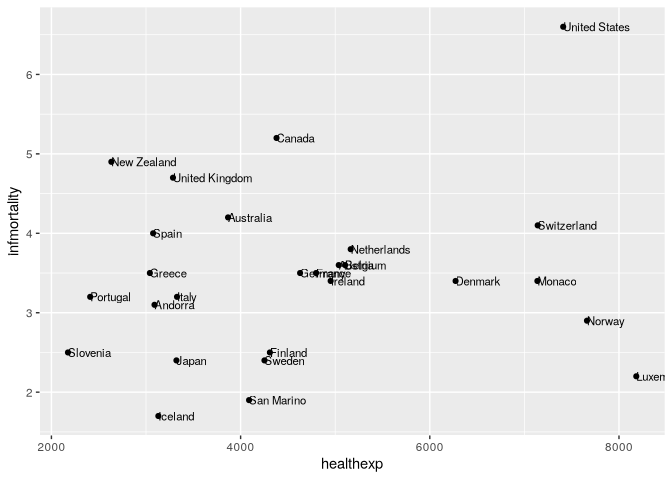 United States
6
Canada
5
New Zealand
United Kingdom
Australia
4
Switzerland
Spain
Netherlands
Infmortality
Belgium
Greece
Germany
France
Ireland
Denmark
Monaco
Portugal
Italy
3
Andorra
Norway
Slovenia
Finland
Japan
Sweden
Luxem
2
San Marino
Iceland
2000 4000 6000 8000
healthexp